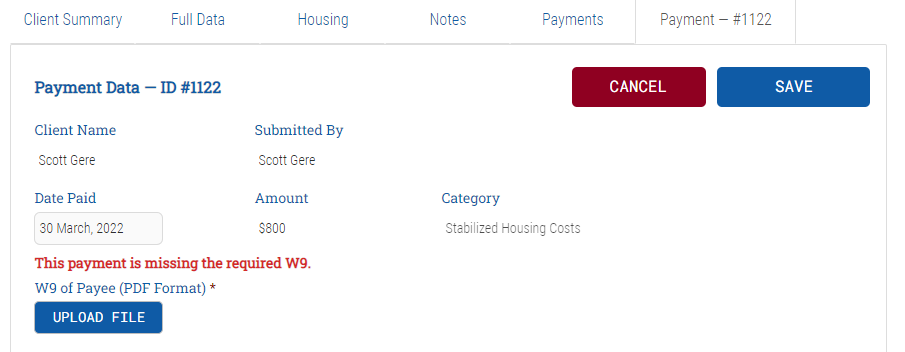 Client Summary Full Data Housing Notes Payments Payment — #1122
Payment Data — ID #1122 CANCEL SAVE
Client Name Submitted By
Scott Gere Scott Gere
Date Paid Amount Category
30 March, 2022 $800 Stabilized Housing Costs
This payment is missing the required W9.
W9 of Payee (PDF Format) *
UPLOAD FILE